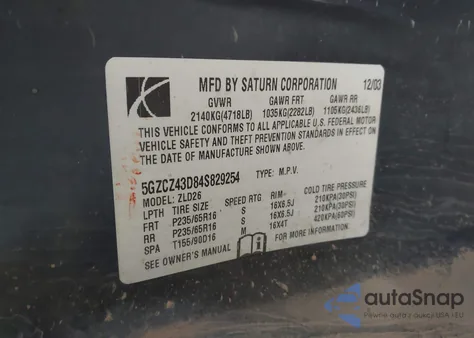 MFD BY SATURN CORPORATION 12/03
GVWR GAWR FRT GAWR RR
2140KG(4718LB) 1035KG(2282LB) 1105KG(2436LB)
THIS VEHICLE CONFORMS TO ALL APPLICABLE U.S. FEDERAL MOTOR
VEHICLE SAFETY, BUMPER, AND THEFT PREVENTION STANDARDS IN EFFECT
ON THE DATE OF MANUFACTURE SHOWN ABOVE.
5GZCZ43D84S829254 TYPE: M.P.V.
MODEL: ZLD26
LPTH TIRE SIZE SPEED RTG RIM COLD TIRE PRESSURE
FRT P235/65R16 S 16X6.5J 210KPA(30PSI)
RR P235/65R16 S 16X6.5J 210KPA(30PSI)
SPA T155/90D16 M 16X4T 420KPA(60PSI)
SEE OWNER'S MANUAL FOR MORE INFORMATION.
autoSnap